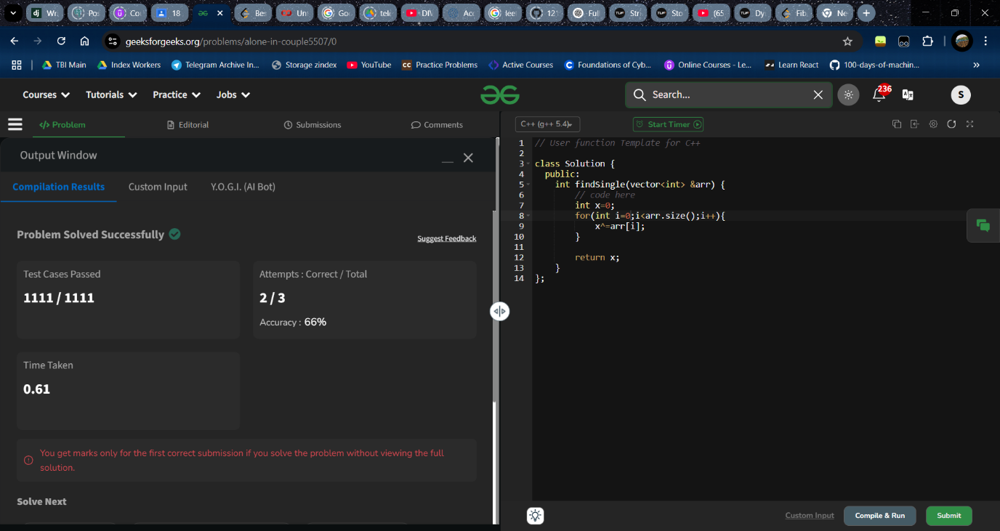 dj Wri Pos Cor 18 Bes Unt Goo tek DIV Acc lee 121 Full Stri Sto (65 Dy Fib Ne
geeksforgeeks.org/problems/alone-in-couple5507/0
TBI Main Index Workers Telegram Archive In... Storage zindex YouTube CC Practice Problems Active Courses Foundations of Cyb... Online Courses - Le... Learn React 100-days-of-machin...
Courses Tutorials Practice Jobs Search... 236 S
</> Problem Editorial Submissions Comments C++ (g++ 5.4) Start Timer
Output Window
Compilation Results Custom Input Y.O.G.I. (AI Bot)
Problem Solved Successfully
Suggest Feedback
Test Cases Passed
1111 / 1111
Attempts : Correct / Total
2 / 3
Accuracy : 66%
Time Taken
0.61
You get marks only for the first correct submission if you solve the problem without viewing the full
solution.
Solve Next
1 // User function Template for C++
2
3 class Solution {
4 public:
5 int findSingle(vector<int> &arr) {
6 // code here
7 int x=0;
8 for(int i=0;i<arr.size();i++){
9 x^=arr[i];
10 }
11
12 return x;
13 }
14 };
Custom Input Compile & Run Submit